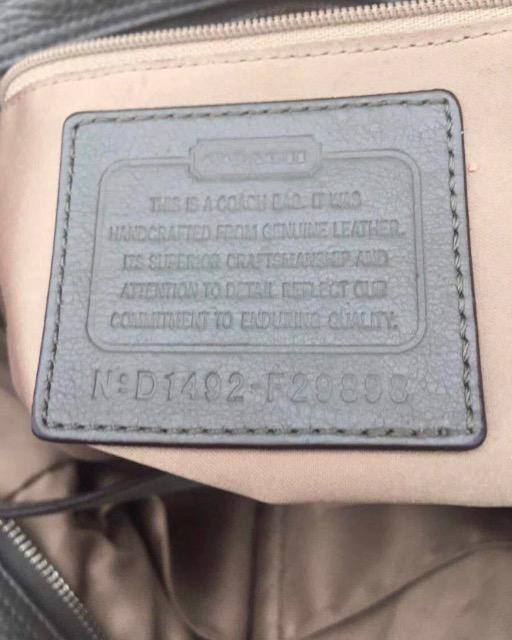 COACH
THIS IS A COACH BAG. IT WAS
HANDCRAFTED FROM GENUINE LEATHER.
ITS SUPERIOR CRAFTSMANSHIP AND
ATTENTION TO DETAIL REFLECT OUR
COMMITMENT TO ENDURING QUALITY.
Nº D1492-F29898